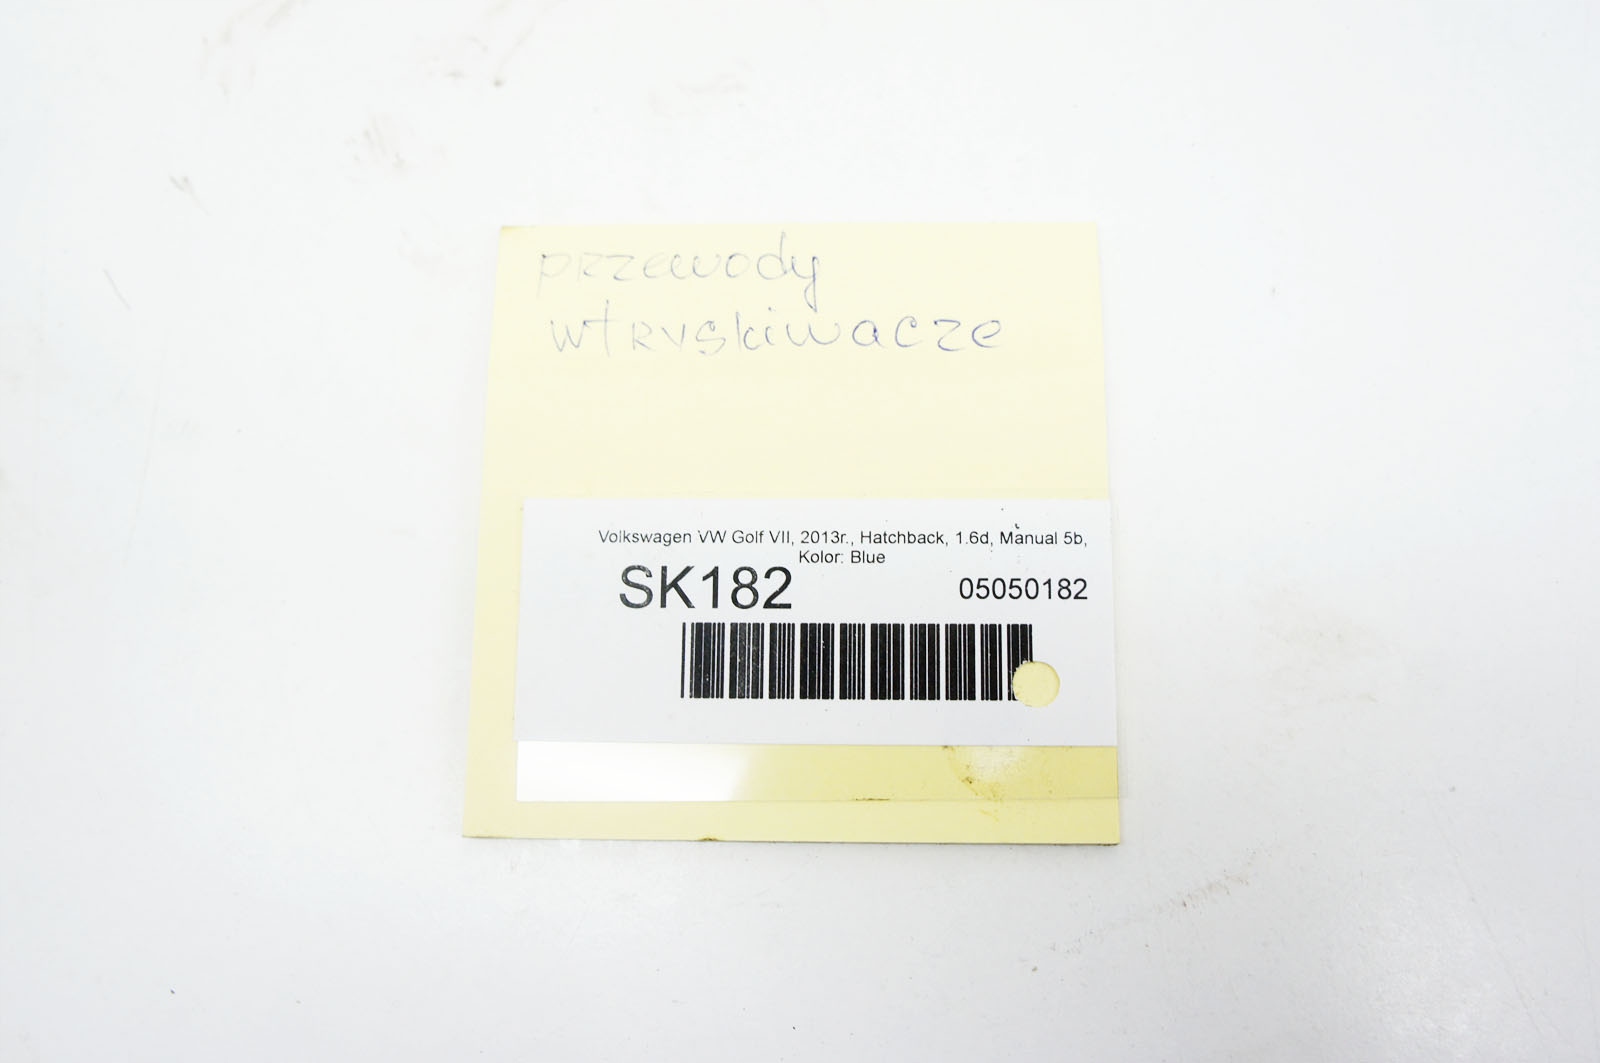 przewody
wtryskiwacze
Volkswagen VW Golf VII, 2013r., Hatchback, 1.6d, Manual 5b,
Kolor: Blue
SK182
05050182